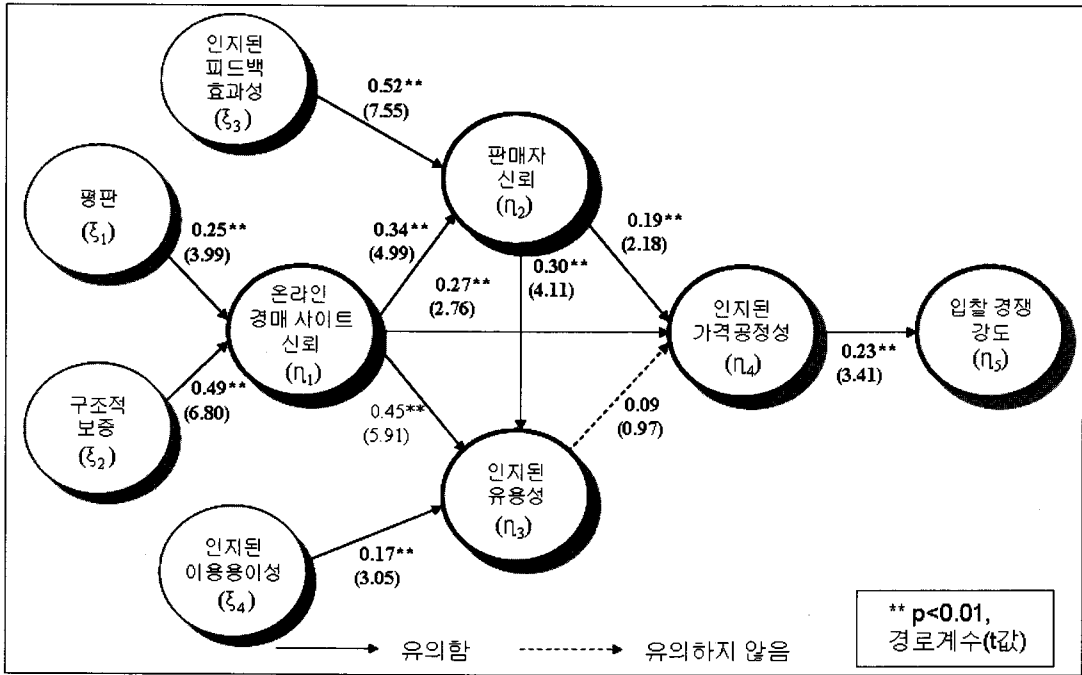 인지된
피드백
효과성
(ξ₃)
0.52**
(7.55)
판매자
신뢰
(η₂)
평판
(ξ₁)
0.25**
(3.99)
0.34**
(4.99)
0.19**
(2.18)
0.27**
(2.76)
0.30**
(4.11)
온라인
경매 사이트
신뢰
(η₁)
인지된
가격공정성
(η₄)
입찰 경쟁
강도
(η₅)
0.23**
(3.41)
구조적
보증
(ξ₂)
0.49**
(6.80)
0.45**
(5.91)
0.09
(0.97)
인지된
유용성
(η₃)
인지된
이용용이성
(ξ₄)
0.17**
(3.05)
유의함
유의하지 않음
** p<0.01,
경로계수(t값)